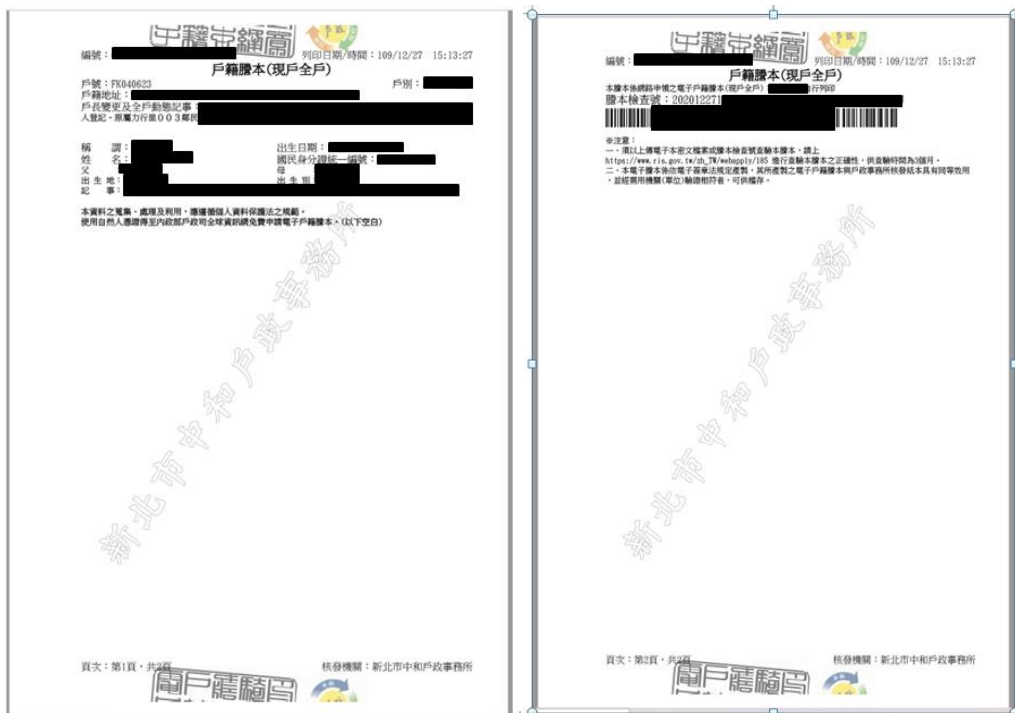 編號：
列印日期/時間：109/12/27 15:13:27
戶籍謄本(現戶全戶)
戶號：FK040623
戶別：
戶籍地址：
戶長變更及全戶動態記事：
人登記。原屬力行里００３鄰民
稱 謂：
出生日期：
姓 名：
國民身分證統一編號：
父
母
出生地：
出生別：
記 事：
本資料之蒐集、處理及利用，應遵循個人資料保護法之規範。
使用自然人憑證得至內政部戶政司全球資訊網免費申請電子戶籍謄本。(以下空白)
新北市中和戶政事務所
頁次：第1頁，共2頁
核發機關：新北市中和戶政事務所
編號：
列印日期/時間：109/12/27 15:13:27
戶籍謄本(現戶全戶)
本謄本係網路申領之電子戶籍謄本(現戶全戶)
行列印
謄本檢查號：202012271
※注意：
一、須以上傳電子本密文檔案或謄本檢查號查驗本謄本，請上
https://www.ris.gov.tw/zh_TW/webapply/185 進行查驗本謄本之正確性，供查驗時間為3個月。
二、本電子謄本係依電子簽章法規定產製，其所產製之電子戶籍謄本與戶政事務所核發紙本具有同等效用
，並經需用機關(單位)驗證相符者，可供憑存。
新北市中和戶政事務所
頁次：第2頁，共2頁
核發機關：新北市中和戶政事務所